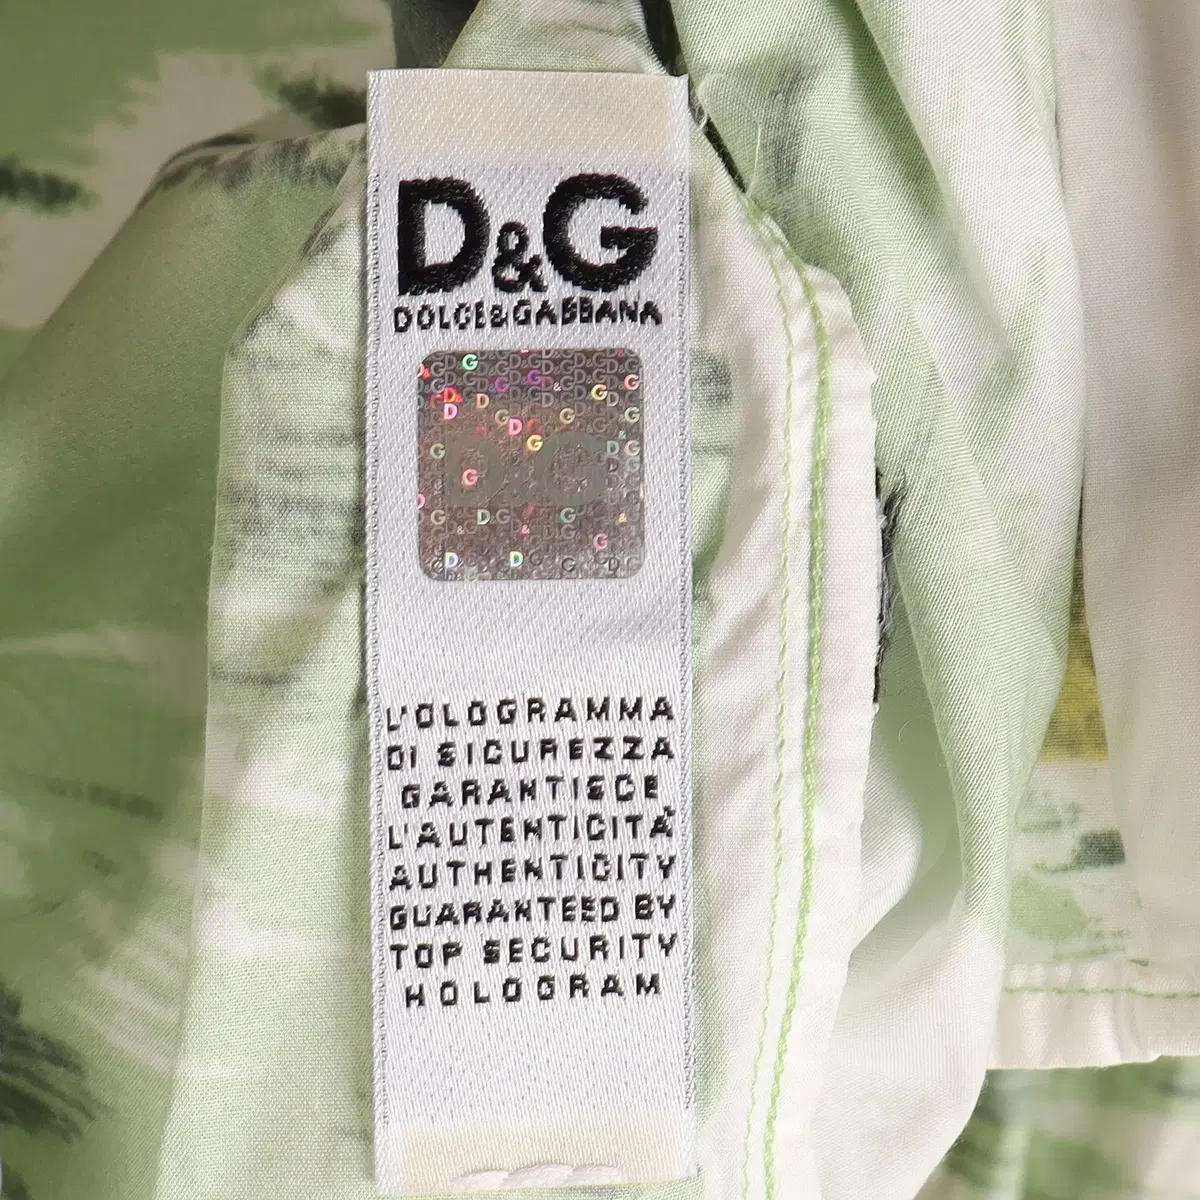 D&G
DOLCE&GABBANA
D&G
L'OLOGRAMMA
DI SICUREZZA
GARANTISCE
L'AUTENTICITÀ
AUTHENTICITY
GUARANTEED BY
TOP SECURITY
HOLOGRAM